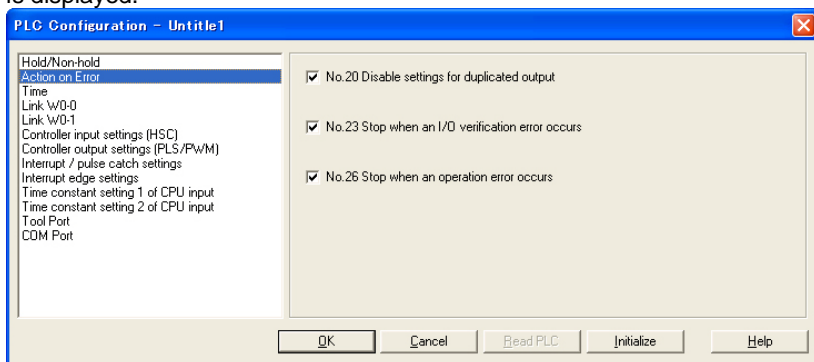 is displayed.
PLC Configuration - Untitle1
Hold/Non-hold
Action on Error
Time
Link W0-0
Link W0-1
Controller input settings (HSC)
Controller output settings (PLS/PWM)
Interrupt / pulse catch settings
Interrupt edge settings
Time constant setting 1 of CPU input
Time constant setting 2 of CPU input
Tool Port
COM Port
No.20 Disable settings for duplicated output
No.23 Stop when an I/O verification error occurs
No.26 Stop when an operation error occurs
OK Cancel Read PLC Initialize Help